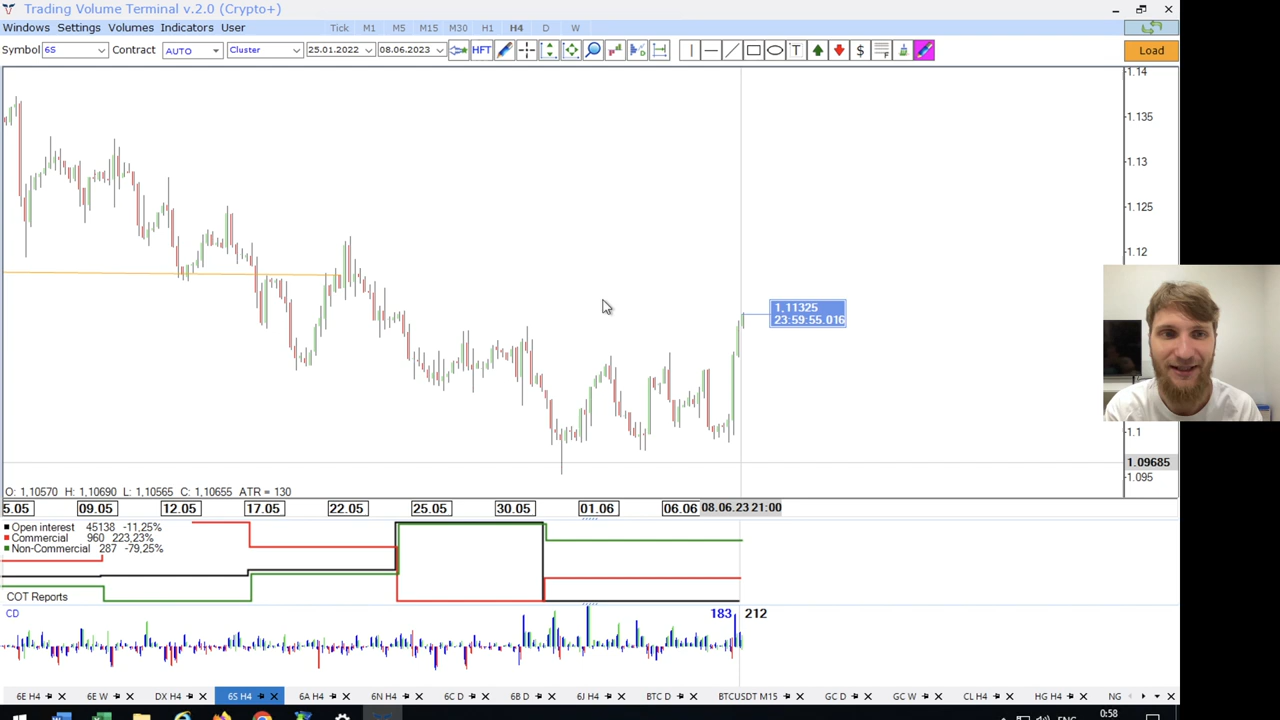 Trading Volume Terminal v.2.0 (Crypto+)
Windows Settings Volumes Indicators User Tick M1 M5 M15 M30 H1 H4 D W
Symbol 6S Contract AUTO Cluster 25.01.2022 08.06.2023 HFT T $ F Load
1.14
1.135
1.13
1.125
1.12
1,11325
23:59:55.016
1.1
1.09685
1.095
O: 1,10570 H: 1,10690 L: 1,10565 C: 1,10655 ATR = 130
5.05 09.05 12.05 17.05 22.05 25.05 30.05 01.06 06.06 08.06.23 21:00
Open interest 45138 -11,25%
Commercial 960 223,23%
Non-Commercial 287 -79,25%
COT Reports
CD 183 212
6E H4 6E W DX H4 6S H4 6A H4 6N H4 6C D 6B D 6J H4 BTC D BTCUSDT M15 GC D GC W CL H4 HG H4 NG
ENG 0:58